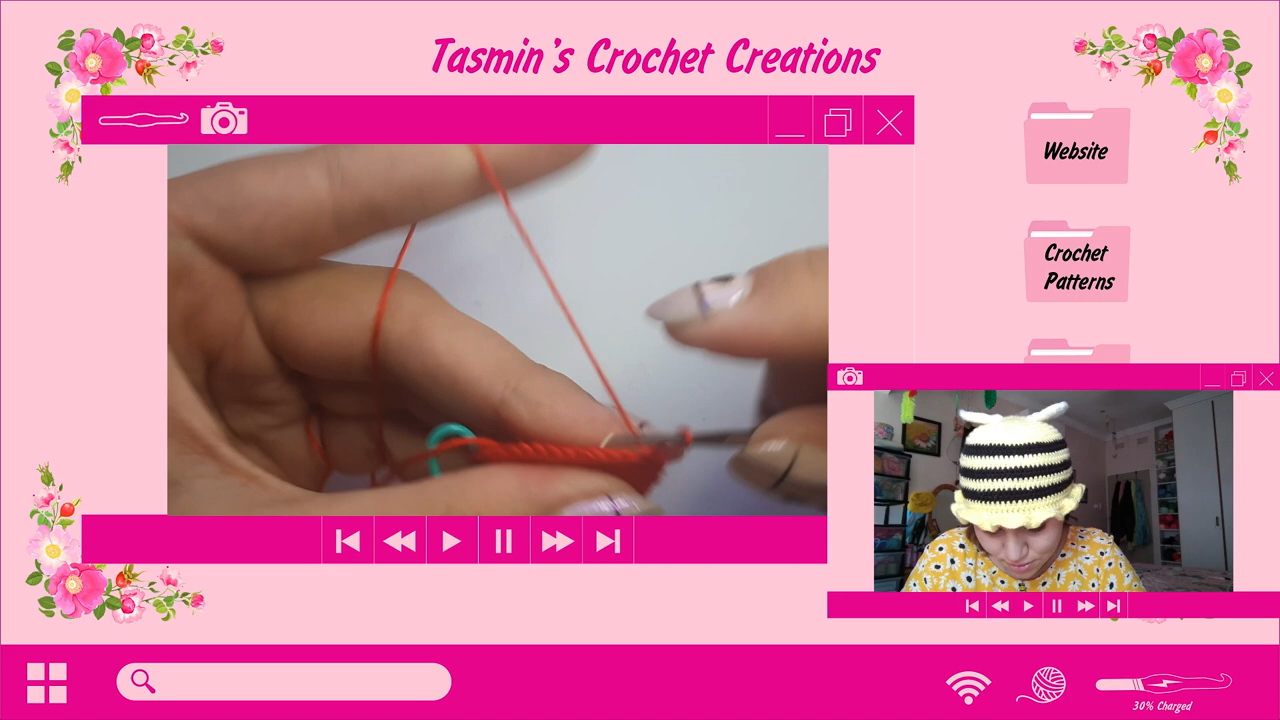 Tasmin's Crochet Creations
Website
Crochet
Patterns
30% Charged